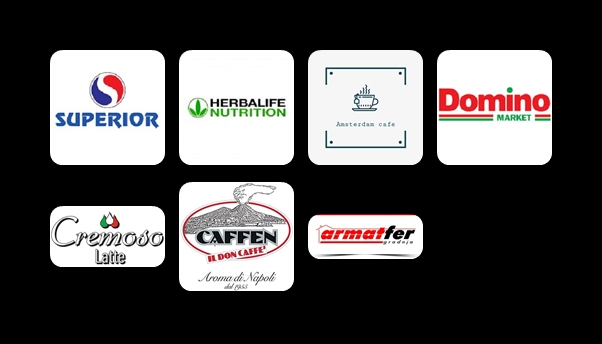 SUPERIOR
HERBALIFE
NUTRITION
Amsterdam cafe
Domino
MARKET
Cremoso
Latte
CAFFEN
IL DON CAFFE'
Aroma di Napoli
dal 1955
armatfer
gradnja